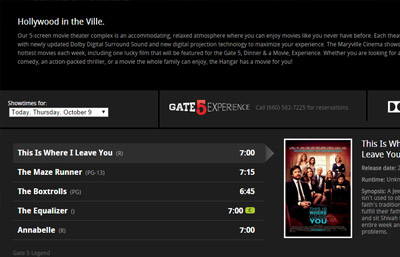 Hollywood in the Ville.
Our 5-screen movie theater complex is an accommodating, relaxed atmosphere where you can enjoy movies like you never have before. Each thea
with newly updated Dolby Digital Surround Sound and new digital projection technology to maximize your experience. The Maryville Cinema shows
hottest movies each week, including one lucky film that will be featured for the Gate 5, Dinner & a Movie, Experience. Whether you are looking for a
comedy, an action-packed thriller, or a movie the whole family can enjoy, the Hangar has a movie for you!
Showtimes for:
Today, Thursday, October 9
GATE 5 EXPERIENCE Call (660) 582-7225 for reservations
This Is Where I Leave You (R) 7:00
The Maze Runner (PG-13) 7:15
The Boxtrolls (PG) 6:45
The Equalizer () 7:00
Annabelle (R) 7:00
Gate 5 Legend
THIS IS
WHERE
I LEAVE
YOU
This Is Wh
Leave You
Release date: 2
Runtime: Unkn
Synopsis: A Jew
isn't used to ob
faith's tradition
fulfill their fath
and sit Shivah
entire week an
problems.